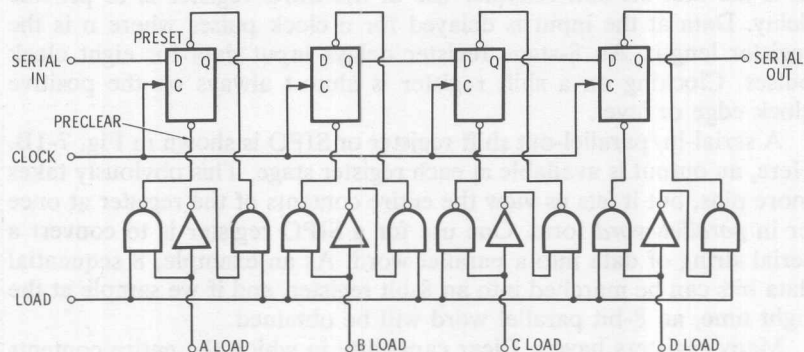 PRESET
SERIAL IN
SERIAL OUT
D Q
C
D Q
C
D Q
C
D Q
C
PRECLEAR
CLOCK
LOAD
A LOAD
B LOAD
C LOAD
D LOAD